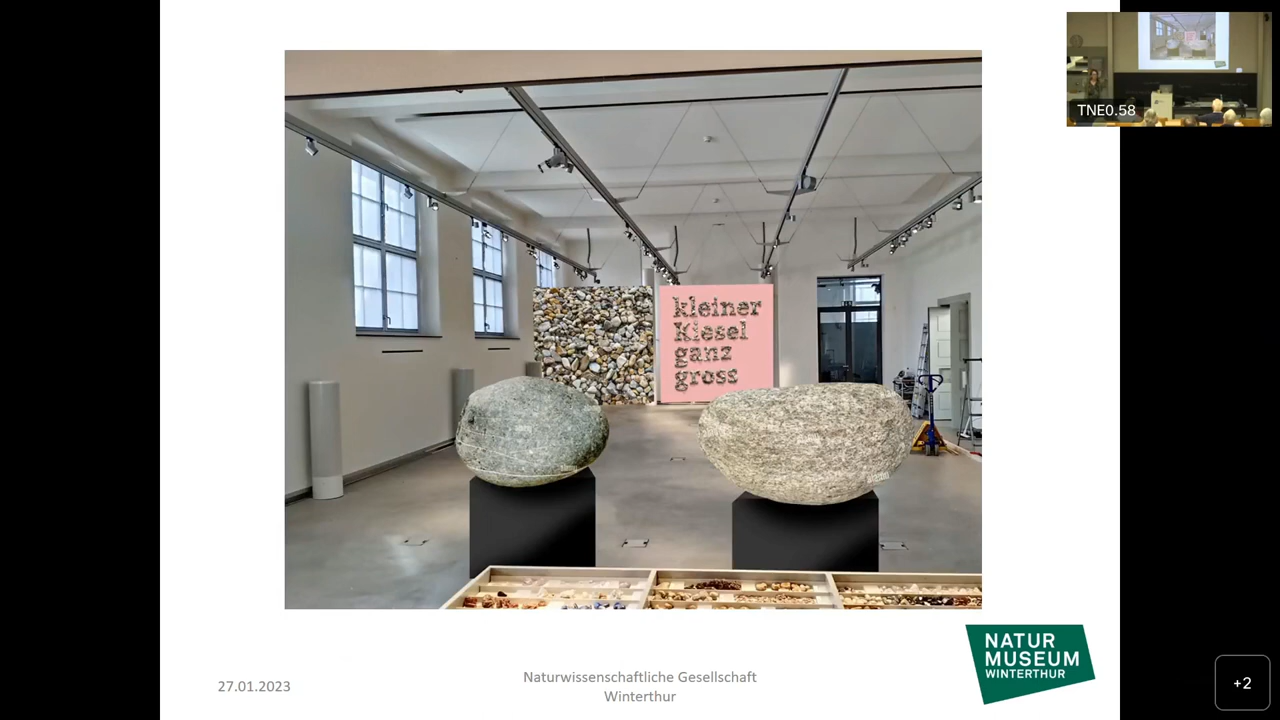 TNE0.58
kleiner
Kiesel
ganz
gross
27.01.2023
Naturwissenschaftliche Gesellschaft
Winterthur
NATUR
MUSEUM
WINTERTHUR
+2